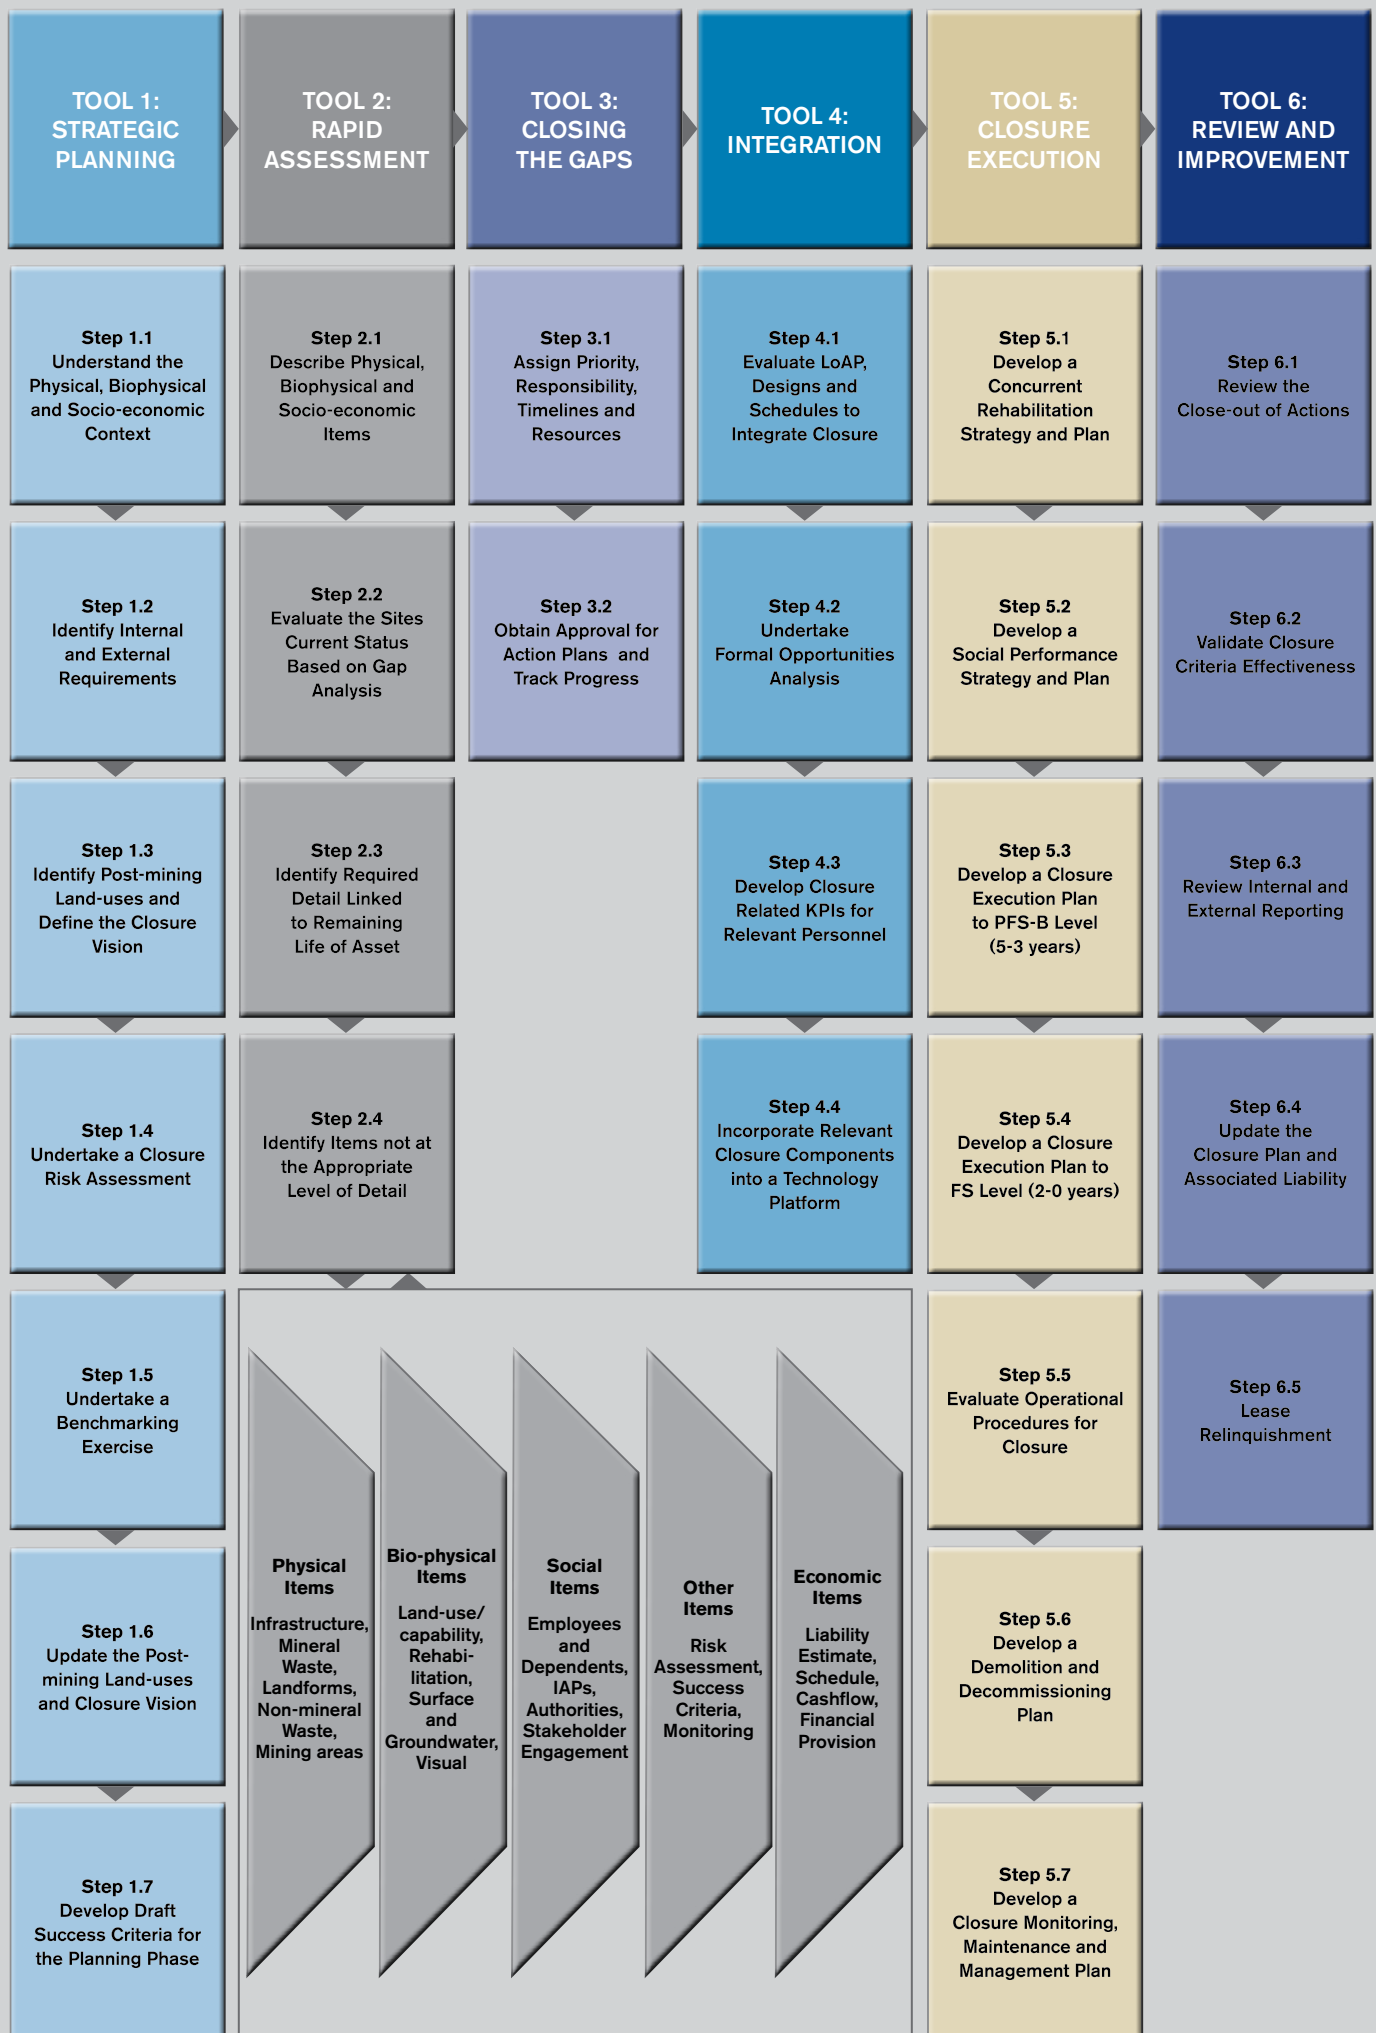 TOOL 1:
STRATEGIC
PLANNING
TOOL 2:
RAPID
ASSESSMENT
TOOL 3:
CLOSING
THE GAPS
TOOL 4:
INTEGRATION
TOOL 5:
CLOSURE
EXECUTION
TOOL 6:
REVIEW AND
IMPROVEMENT
Step 1.1
Understand the
Physical, Biophysical
and Socio-economic
Context
Step 2.1
Describe Physical,
Biophysical and
Socio-economic
Items
Step 3.1
Assign Priority,
Responsibility,
Timelines and
Resources
Step 4.1
Evaluate LoAP,
Designs and
Schedules to
Integrate Closure
Step 5.1
Develop a
Concurrent
Rehabilitation
Strategy and Plan
Step 6.1
Review the
Close-out of Actions
Step 1.2
Identify Internal
and External
Requirements
Step 2.2
Evaluate the Sites
Current Status
Based on Gap
Analysis
Step 3.2
Obtain Approval for
Action Plans and
Track Progress
Step 4.2
Undertake
Formal Opportunities
Analysis
Step 5.2
Develop a
Social Performance
Strategy and Plan
Step 6.2
Validate Closure
Criteria Effectiveness
Step 1.3
Identify Post-mining
Land-uses and
Define the Closure
Vision
Step 2.3
Identify Required
Detail Linked
to Remaining
Life of Asset
Step 4.3
Develop Closure
Related KPIs for
Relevant Personnel
Step 5.3
Develop a Closure
Execution Plan
to PFS-B Level
(5-3 years)
Step 6.3
Review Internal and
External Reporting
Step 1.4
Undertake a Closure
Risk Assessment
Step 2.4
Identify Items not at
the Appropriate
Level of Detail
Step 4.4
Incorporate Relevant
Closure Components
into a Technology
Platform
Step 5.4
Develop a Closure
Execution Plan to
FS Level (2-0 years)
Step 6.4
Update the
Closure Plan and
Associated Liability
Step 1.5
Undertake a
Benchmarking
Exercise
Step 5.5
Evaluate Operational
Procedures for
Closure
Step 6.5
Lease
Relinquishment
Physical
Items
Infrastructure,
Mineral
Waste,
Landforms,
Non-mineral
Waste,
Mining areas
Bio-physical
Items
Land-use/
capability,
Rehabi-
litation,
Surface
and
Groundwater,
Visual
Social
Items
Employees
and
Dependents,
IAPs,
Authorities,
Stakeholder
Engagement
Other
Items
Risk
Assessment,
Success
Criteria,
Monitoring
Economic
Items
Liability
Estimate,
Schedule,
Cashflow,
Financial
Provision
Step 1.6
Update the Post-
mining Land-uses
and Closure Vision
Step 5.6
Develop a
Demolition and
Decommissioning
Plan
Step 1.7
Develop Draft
Success Criteria for
the Planning Phase
Step 5.7
Develop a
Closure Monitoring,
Maintenance and
Management Plan